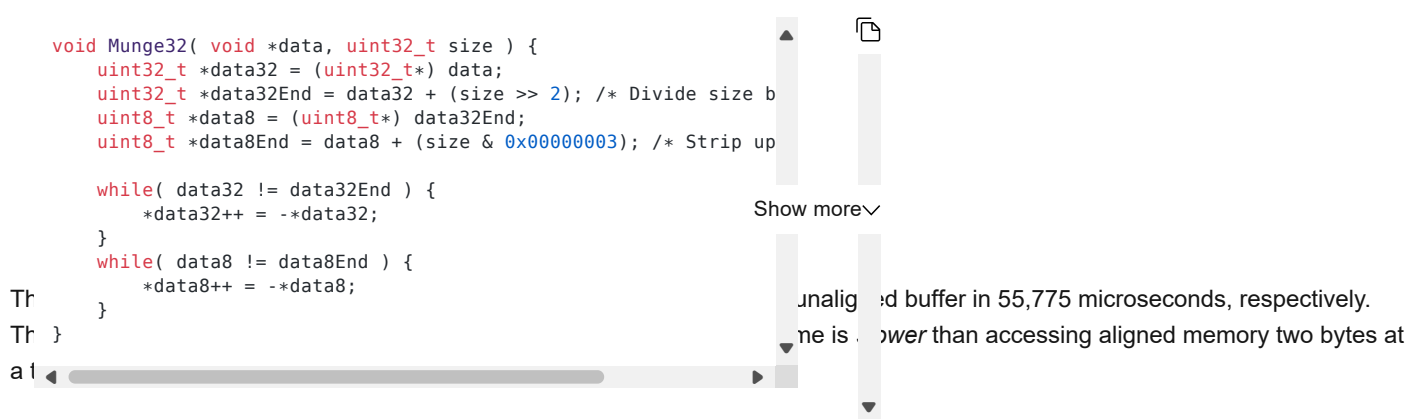 void Munge32( void *data, uint32_t size ) {
    uint32_t *data32 = (uint32_t*) data;
    uint32_t *data32End = data32 + (size >> 2); /* Divide size b
    uint8_t *data8 = (uint8_t*) data32End;
    uint8_t *data8End = data8 + (size & 0x00000003); /* Strip up

    while( data32 != data32End ) {
        *data32++ = -*data32;
    }
    while( data8 != data8End ) {
        *data8++ = -*data8;
    }
}
Show more
buffer in 55,775 microseconds, respectively.
is than accessing aligned memory two bytes at
a